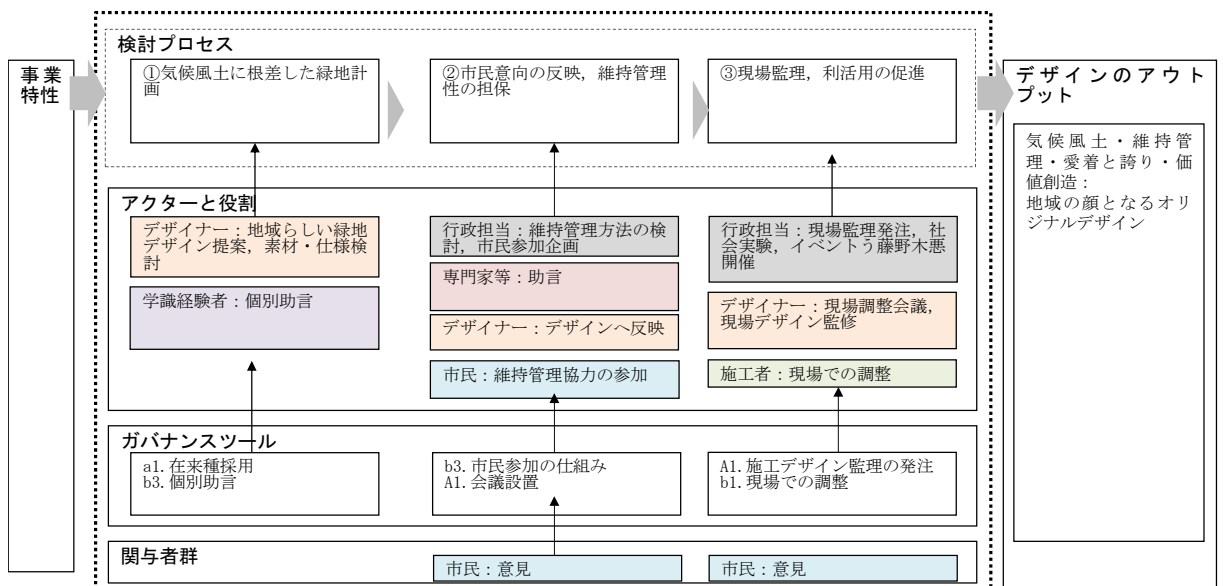 事業
特性
検討プロセス
①気候風土に根差した緑地計
画
②市民意向の反映，維持管理
性の担保
③現場監理，利活用の促進
アクターと役割
デザイナー：地域らしい緑地
デザイン提案，素材・仕様検
討
学識経験者：個別助言
行政担当：維持管理方法の検
討，市民参加企画
専門家等：助言
デザイナー：デザインへ反映
市民：維持管理協力の参加
行政担当：現場監理発注，社
会実験，イベントう藤野木悪
開催
デザイナー：現場調整会議，
現場デザイン監修
施工者：現場での調整
ガバナンスツール
a1.在来種採用
b3.個別助言
b3.市民参加の仕組み
A1.会議設置
A1.施工デザイン監理の発注
b1.現場での調整
関与者群
市民：意見
市民：意見
デザインのアウト
プット
気候風土・維持管
理・愛着と誇り・価
値創造：
地域の顔となるオリ
ジナルデザイン